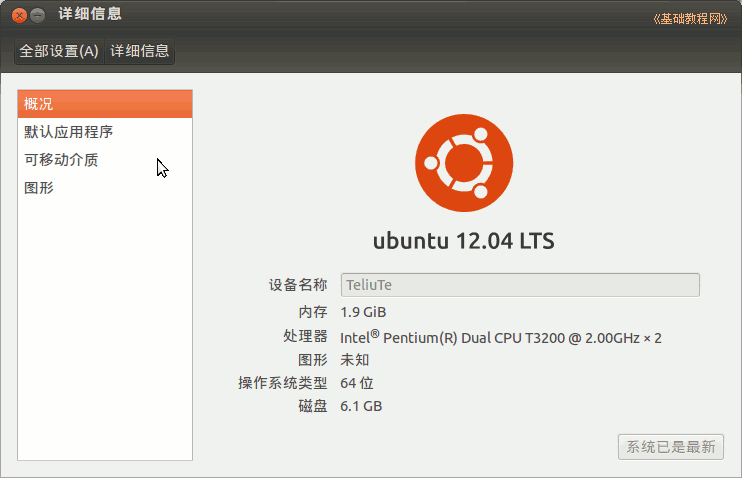 详细信息
《基础教程网》
全部设置(A) 详细信息
概况
默认应用程序
可移动介质
图形
ubuntu 12.04 LTS
设备名称 TeliuTe
内存 1.9 GiB
处理器 Intel® Pentium(R) Dual CPU T3200 @ 2.00GHz × 2
图形 未知
操作系统类型 64 位
磁盘 6.1 GB
系统已是最新